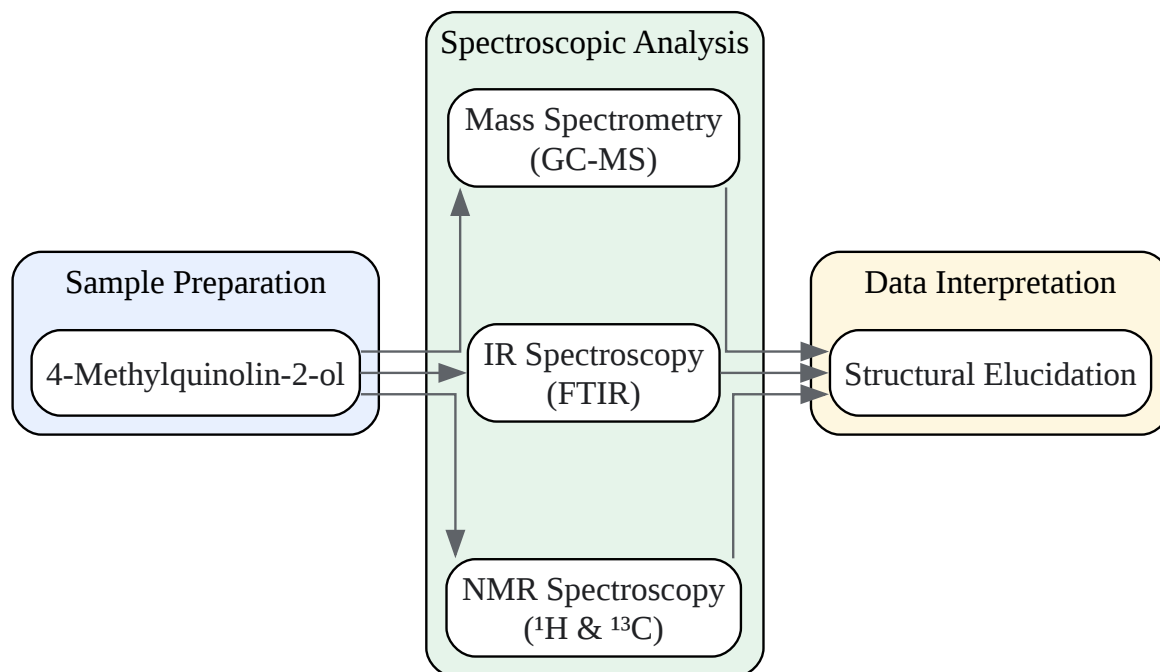 Spectroscopic Analysis
Mass Spectrometry
(GC-MS)
Sample Preparation
4-Methylquinolin-2-ol
IR Spectroscopy
(FTIR)
Data Interpretation
Structural Elucidation
NMR Spectroscopy
(¹H & ¹³C)